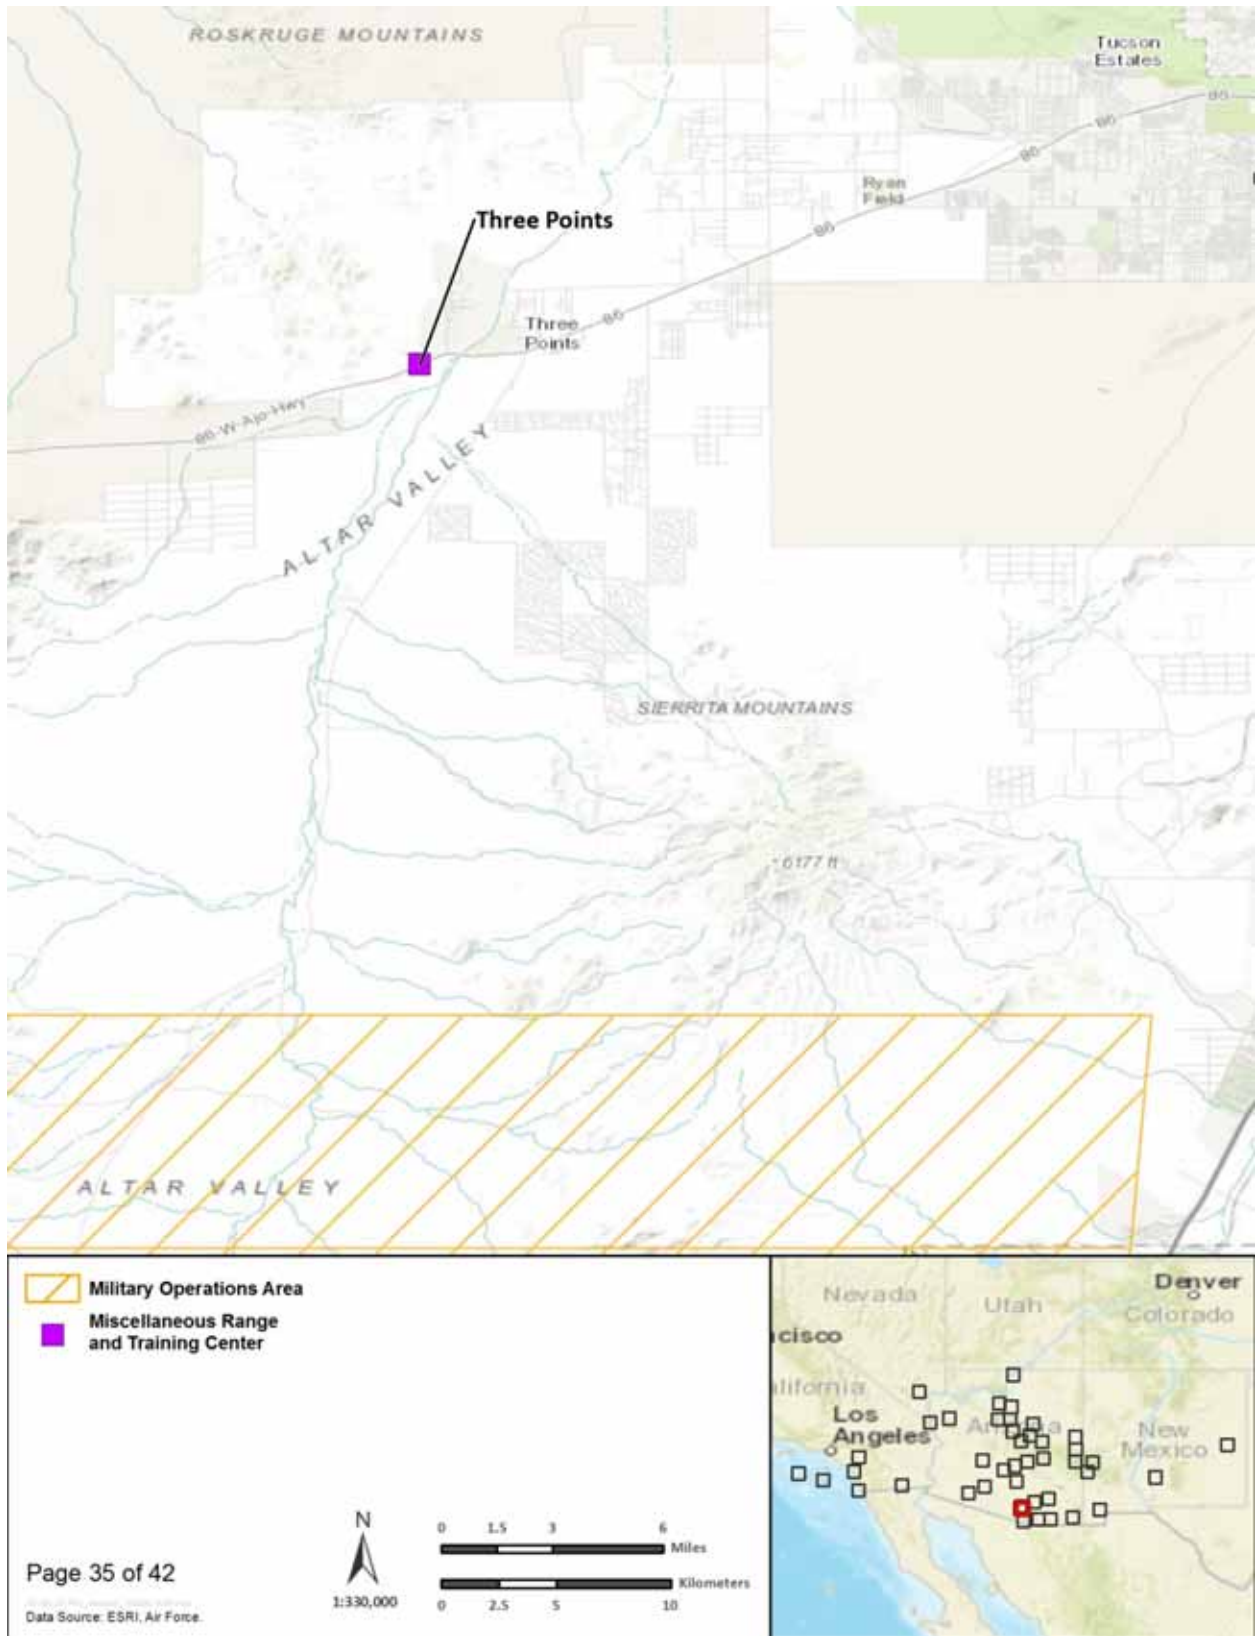 ROSKRUGE MOUNTAINS
Tucson
Estates
86
86
86
Ryan
Field
Three Points
86
Three
Points
86
86-W-Ajo-Hwy
ALTAR VALLEY
SIERRITA MOUNTAINS
6177 ft
ALTAR VALLEY
Military Operations Area
Miscellaneous Range
and Training Center
Page 35 of 42
Data Source: ESRI, Air Force.
N
1:330,000
0 1.5 3 6
Miles
Kilometers
0 2.5 5 10
Denver
Nevada
Utah
Colorado
cisco
alifornia
Los
Angeles
New
Mexico